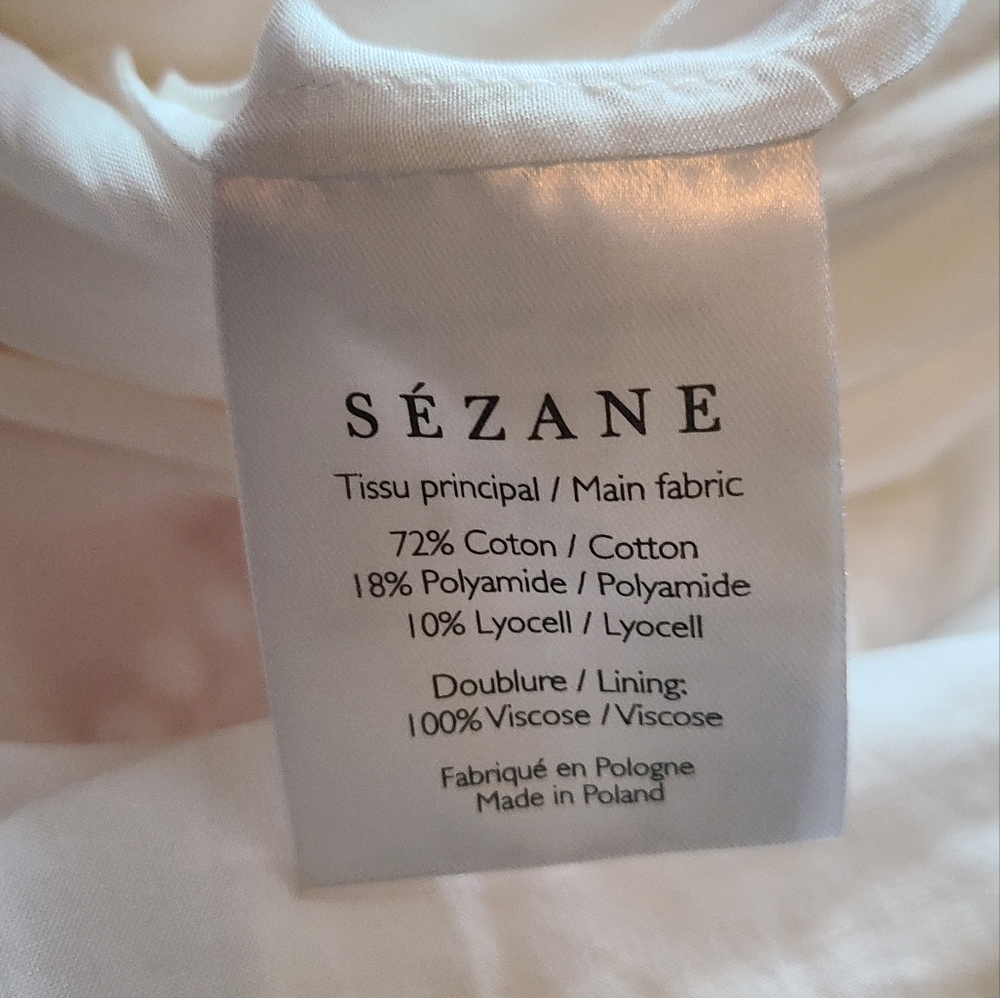 SÉZANE
Tissu principal / Main fabric
72% Coton / Cotton
18% Polyamide / Polyamide
10% Lyocell / Lyocell
Doublure / Lining:
100% Viscose / Viscose
Fabriqué en Pologne
Made in Poland